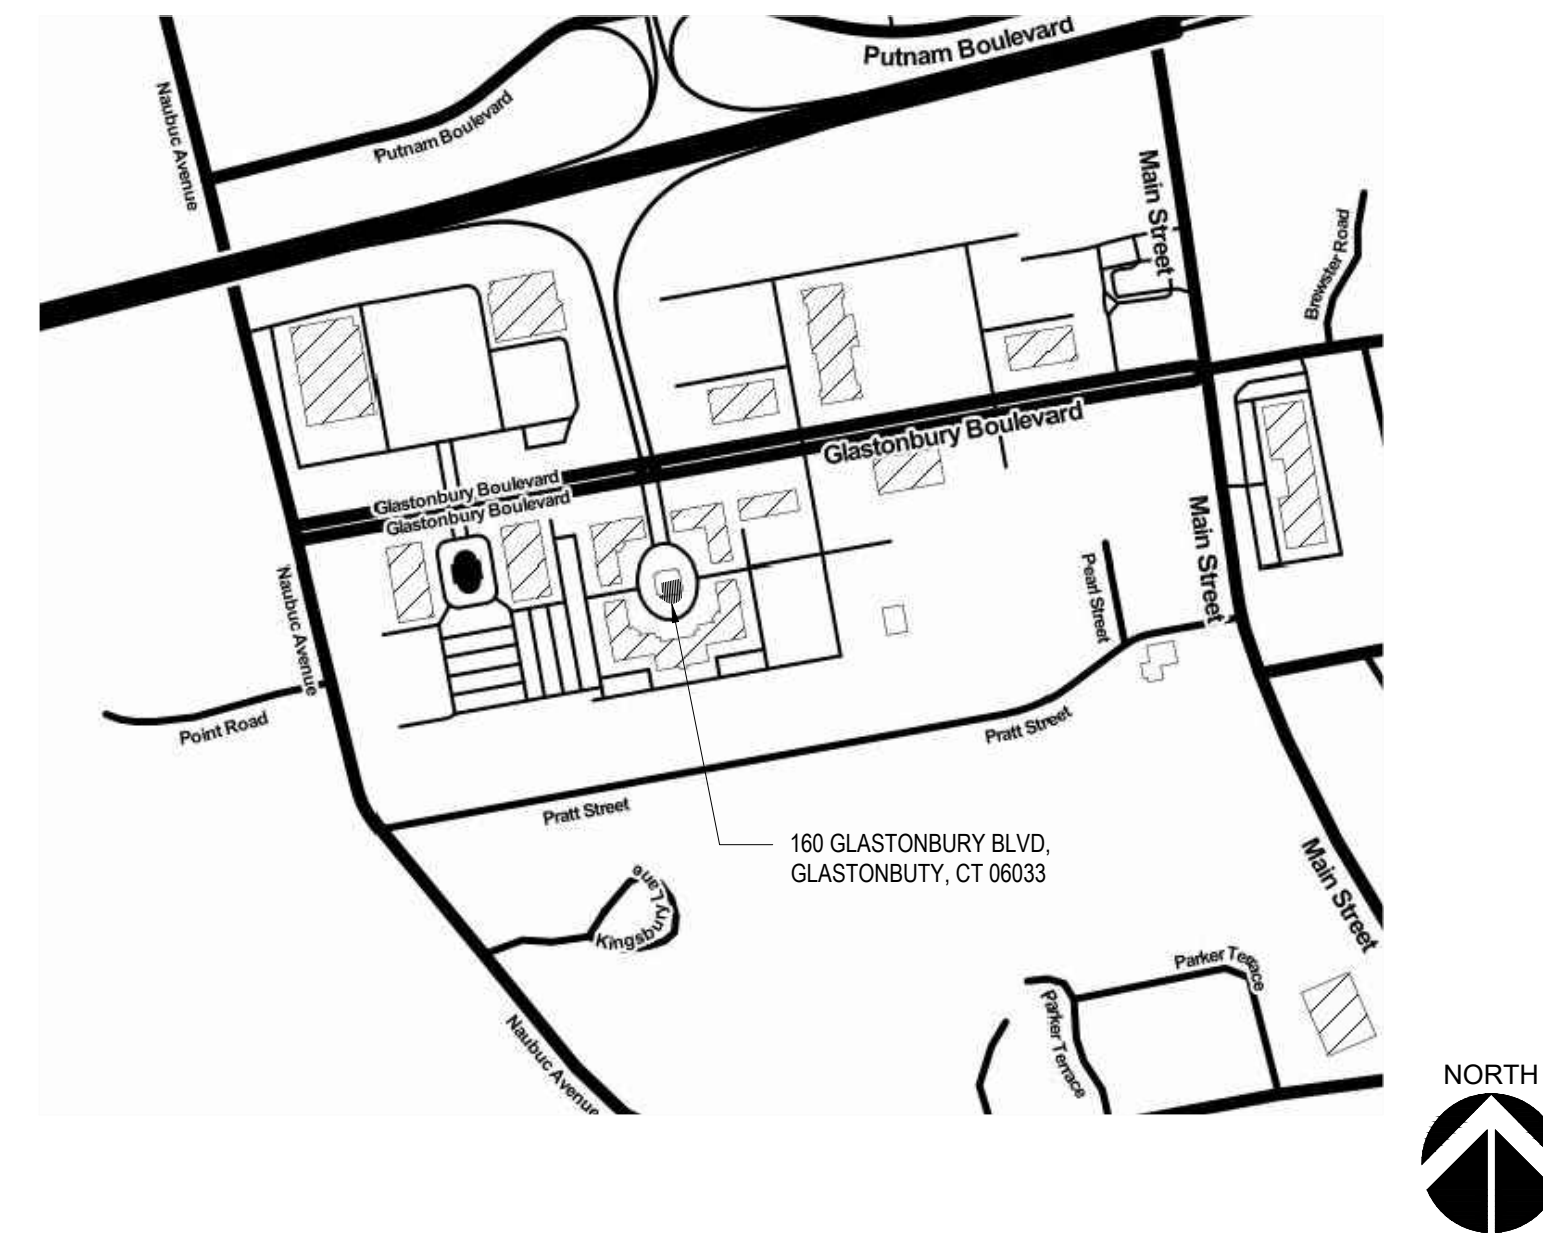 Putnam Boulevard
Naubuc Avenue
Putnam Boulevard
Main Street
Brewster Road
Glastonbury Boulevard
Glastonbury Boulevard
Glastonbury Boulevard
Main Street
Pearl Street
Naubuc Avenue
Point Road
Pratt Street
Pratt Street
160 GLASTONBURY BLVD,
GLASTONBUTY, CT 06033
Kingsbury Lane
Main Street
Parker Terrace
Parker Terrace
Naubuc Avenue
NORTH